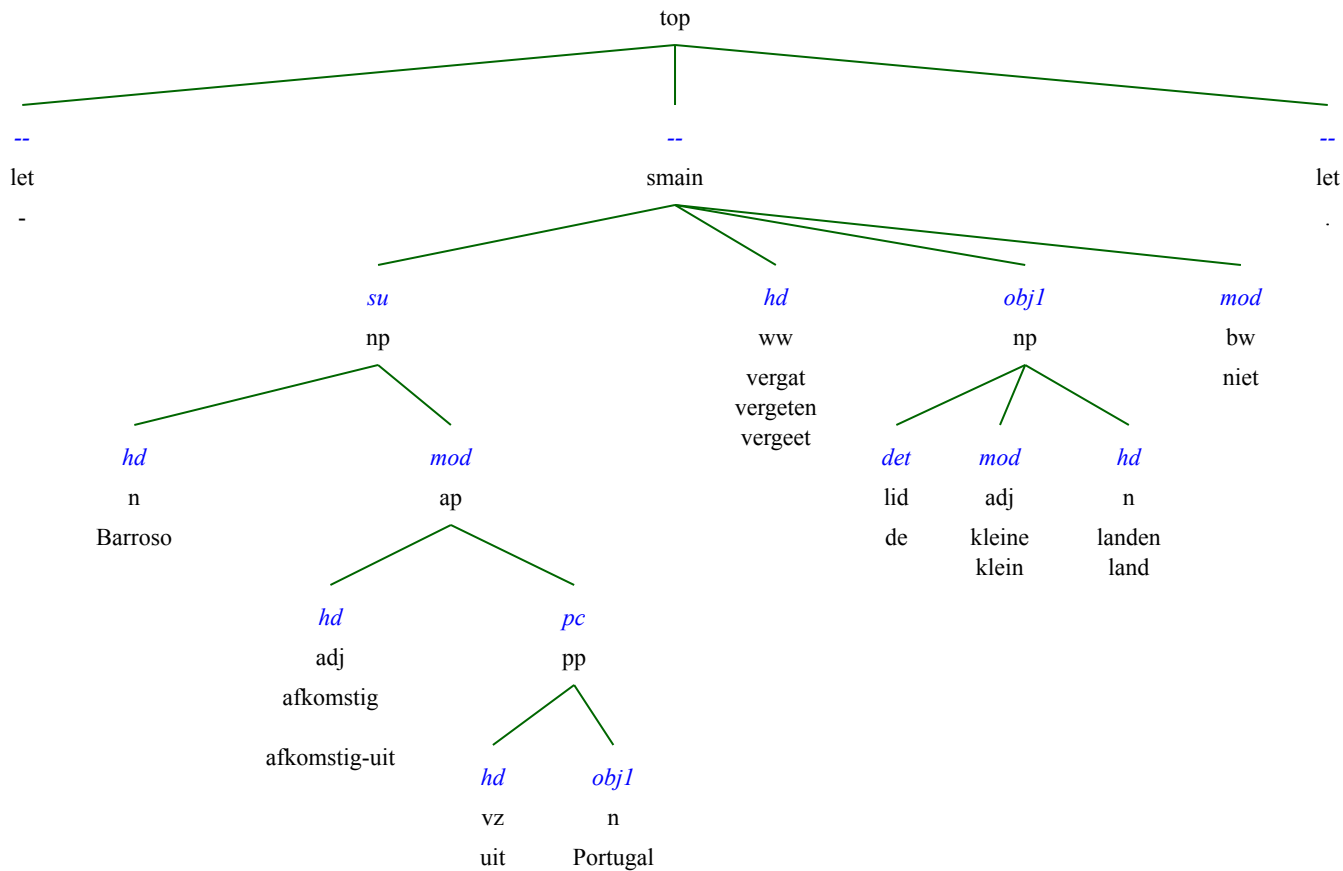 top
-- -- --
let smain let
- .
su hd obj1 mod
np ww np bw
vergat niet
vergeten
vergeet
hd mod det mod hd
n ap lid adj n
Barroso de kleine landen
klein land
hd pc
adj pp
afkomstig
afkomstig-uit
hd obj1
vz n
uit Portugal